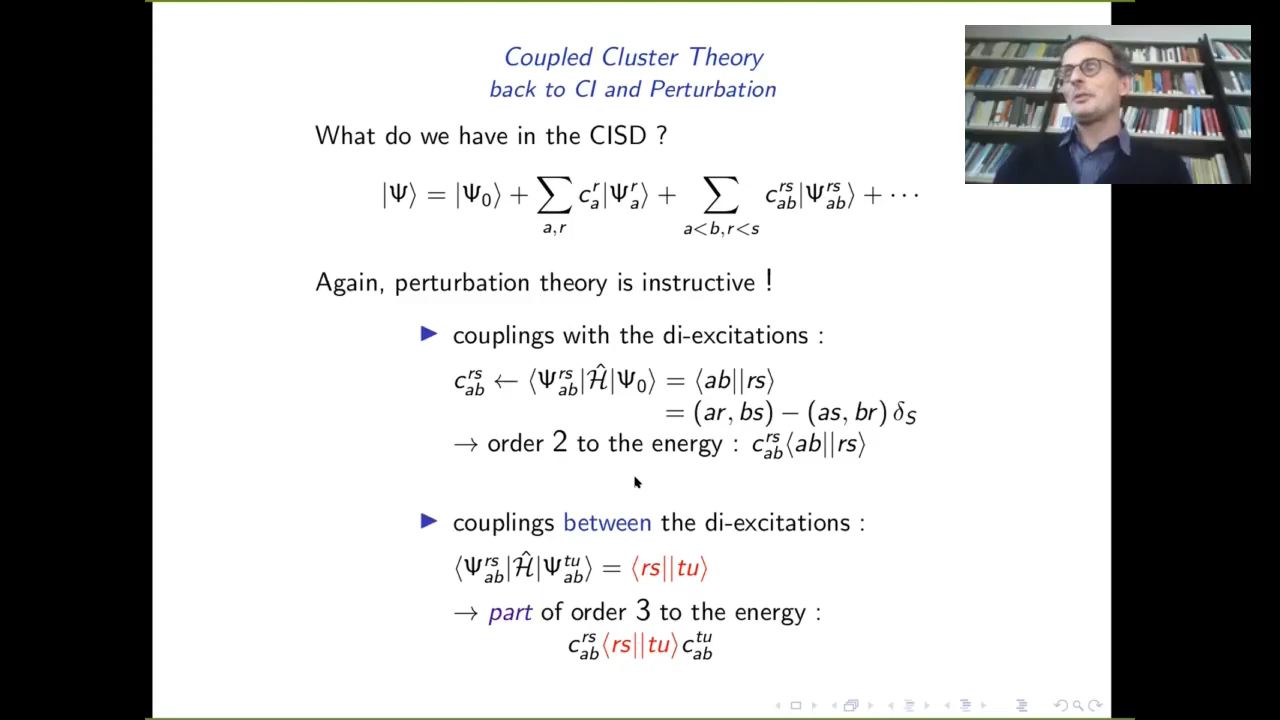 Coupled Cluster Theory
back to CI and Perturbation
What do we have in the CISD ?
|Ψ⟩ = |Ψ₀⟩ + ∑_{a,r} c_a^r|Ψ_a^r⟩ + ∑_{a<b,r<s} c_{ab}^{rs}|Ψ_{ab}^{rs}⟩ + ⋯
Again, perturbation theory is instructive !
▶ couplings with the di-excitations :
c_{ab}^{rs} ← ⟨Ψ_{ab}^{rs}|Ĥ|Ψ₀⟩ = ⟨ab||rs⟩
= (ar, bs) − (as, br) δ_S
→ order 2 to the energy : c_{ab}^{rs}⟨ab||rs⟩
▶ couplings between the di-excitations :
⟨Ψ_{ab}^{rs}|Ĥ|Ψ_{ab}^{tu}⟩ = ⟨rs||tu⟩
→ part of order 3 to the energy :
c_{ab}^{rs}⟨rs||tu⟩c_{ab}^{tu}